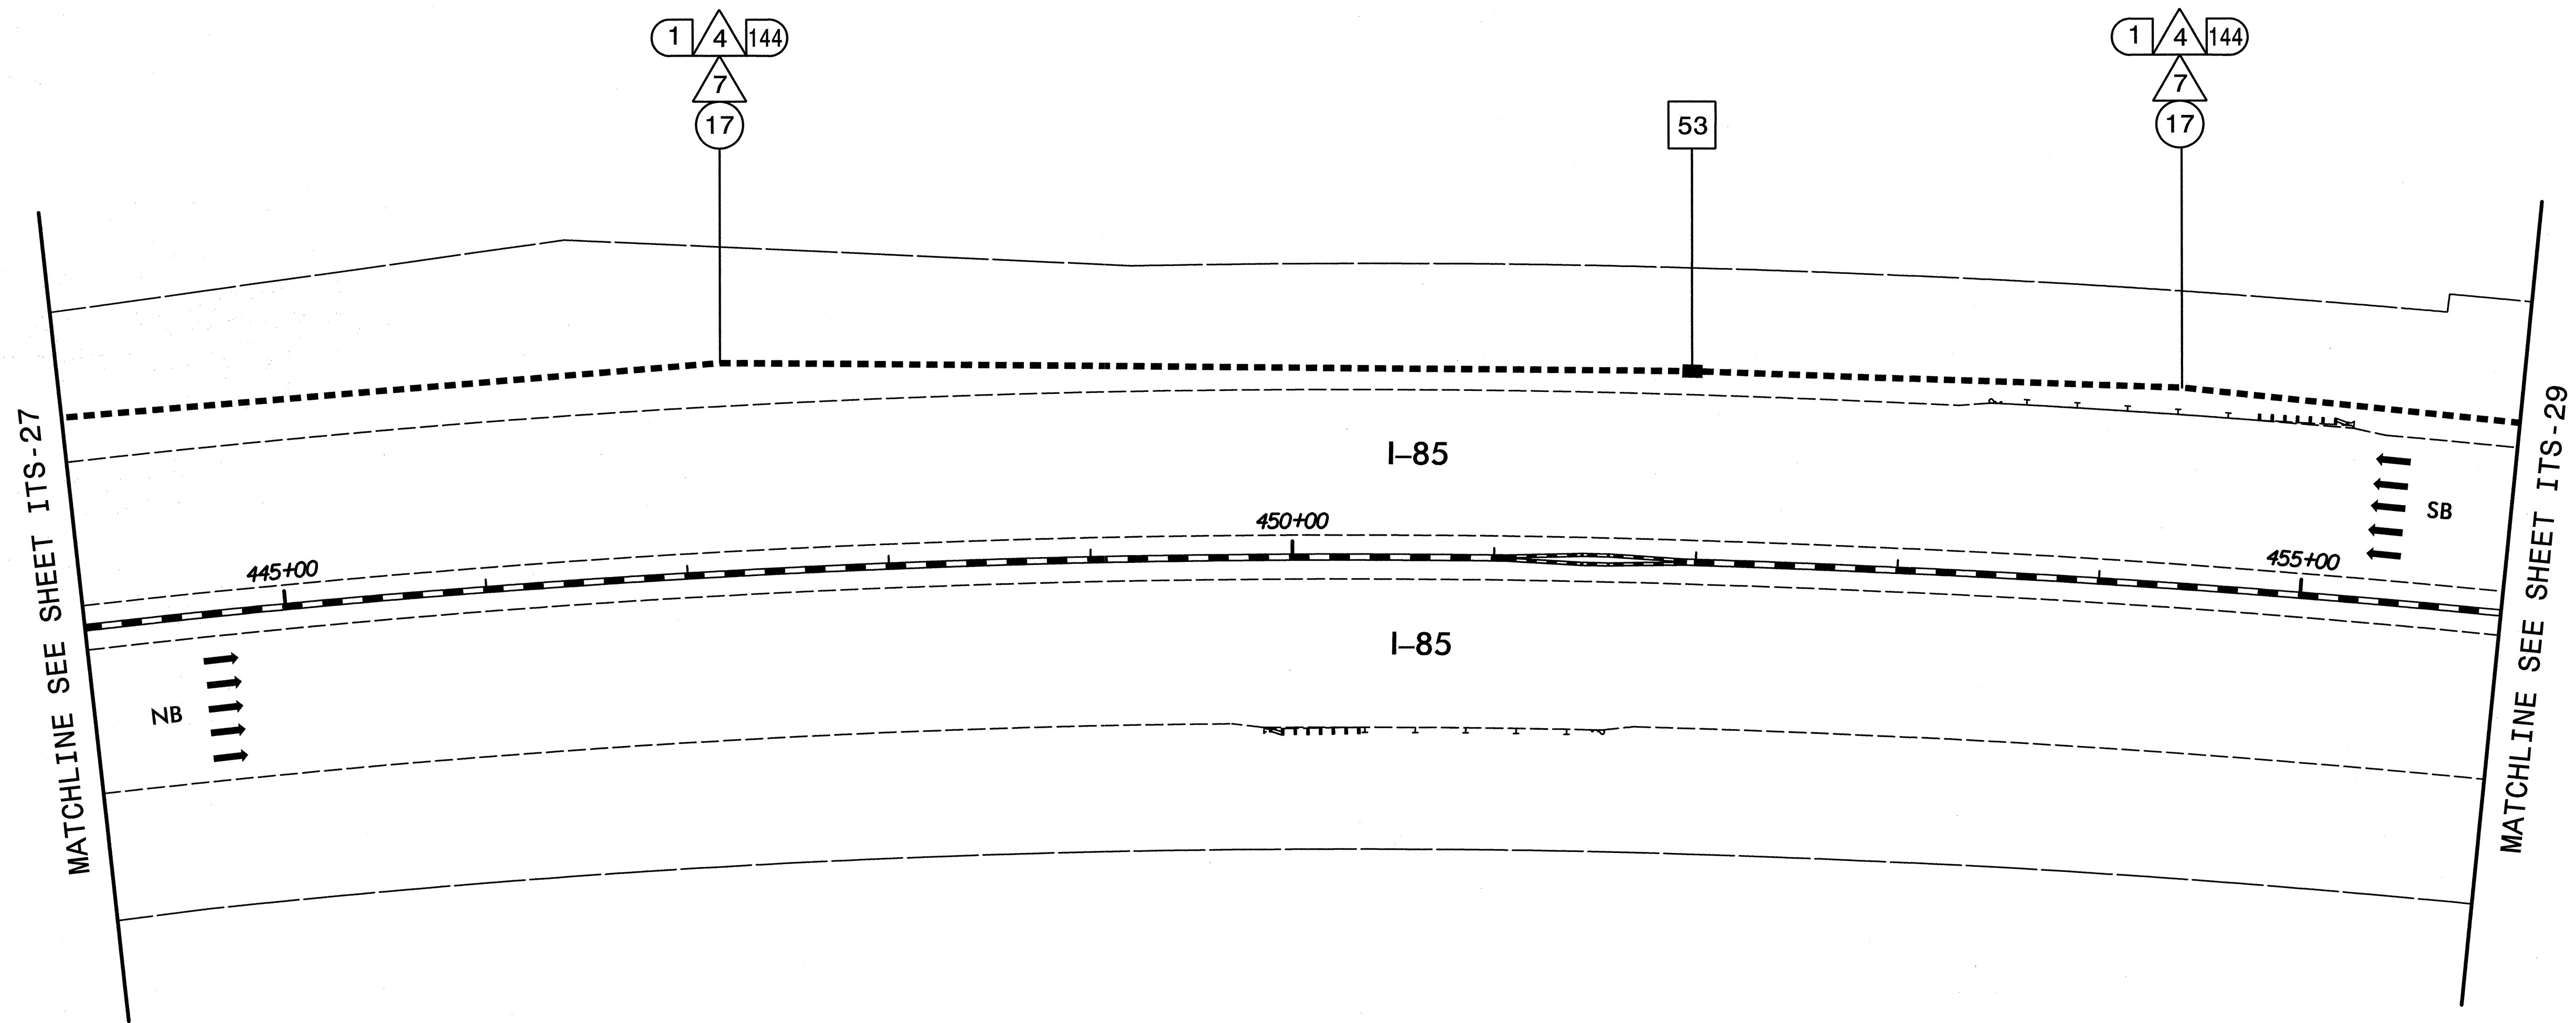 1 4 144
7
17
53
1 4 144
7
17
MATCHLINE SEE SHEET ITS-27
MATCHLINE SEE SHEET ITS-29
I-85
SB
450+00
445+00
455+00
I-85
NB